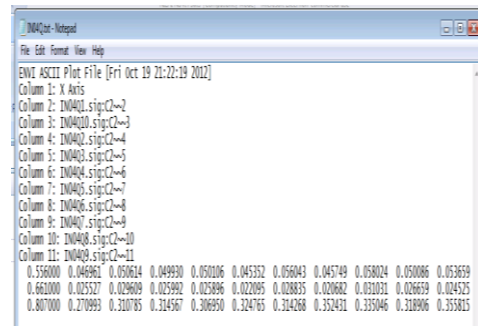 IN04Q.txt - Notepad
File Edit Format View Help
ENVI ASCII Plot File [Fri Oct 19 21:22:19 2012]
Column 1: X Axis
Column 2: IN04Q1.sig:C2~~2
Column 3: IN04Q10.sig:C2~~3
Column 4: IN04Q2.sig:C2~~4
Column 5: IN04Q3.sig:C2~~5
Column 6: IN04Q4.sig:C2~~6
Column 7: IN04Q5.sig:C2~~7
Column 8: IN04Q6.sig:C2~~8
Column 9: IN04Q7.sig:C2~~9
Column 10: IN04Q8.sig:C2~~10
Column 11: IN04Q9.sig:C2~~11
0.556000 0.046961 0.050614 0.049930 0.050106 0.045352 0.056043 0.045749 0.058024 0.050086 0.053659
0.661000 0.025527 0.029609 0.025992 0.025896 0.022095 0.028835 0.020682 0.031031 0.026659 0.024525
0.807000 0.270993 0.310785 0.314567 0.306950 0.324765 0.314268 0.352431 0.335046 0.318906 0.355815